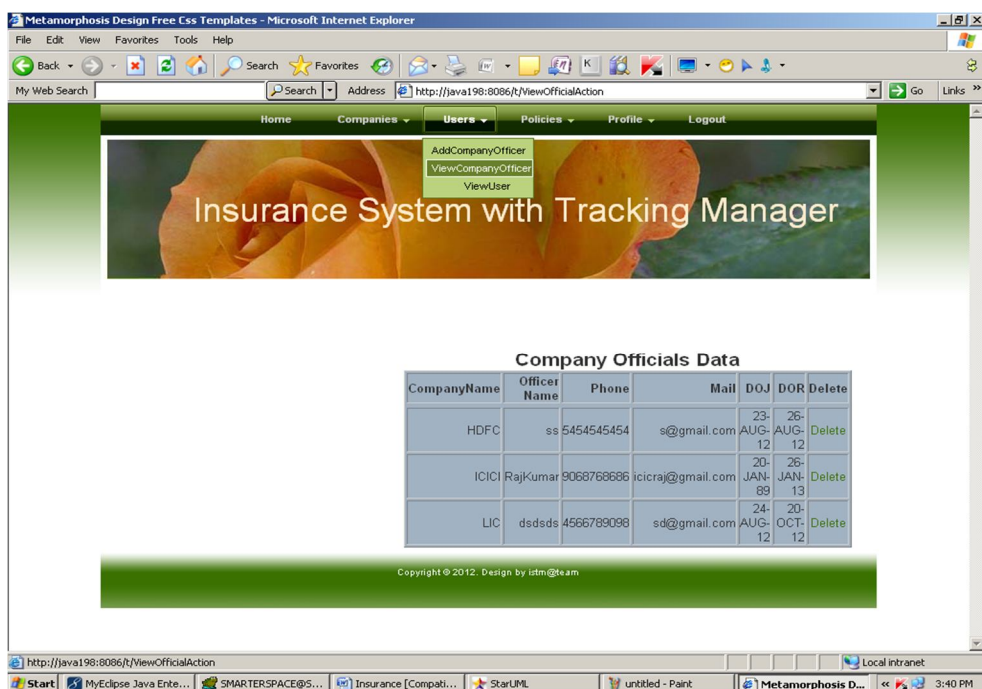 Metamorphosis Design Free Css Templates - Microsoft Internet Explorer
File Edit View Favorites Tools Help
Back Search Favorites
My Web Search Search Address http://java198:8086/t/ViewOfficialAction Go Links »
Home Companies Users Policies Profile Logout
AddCompanyOfficer
ViewCompanyOfficer
ViewUser
Insurance System with Tracking Manager
Company Officials Data
CompanyName Officer Name Phone Mail DOJ DOR Delete
HDFC ss 5454545454 s@gmail.com 23-AUG-12 26-AUG-12 Delete
ICICI RajKumar 9068768686 icicraj@gmail.com 20-JAN-89 26-JAN-13 Delete
LIC dsdsds 4566789098 sd@gmail.com 24-AUG-12 20-OCT-12 Delete
Copyright © 2012. Design by istm@team
http://java198:8086/t/ViewOfficialAction Local intranet
Start MyEclipse Java Ente... SMARTERSPACE@S... Insurance [Compati... StarUML untitled - Paint Metamorphosis D... « 3:40 PM